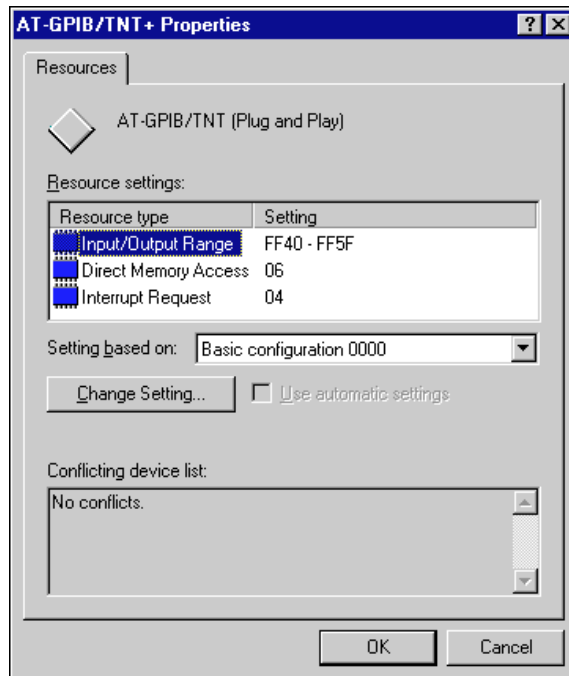 AT-GPIB/TNT+ Properties
Resources
AT-GPIB/TNT (Plug and Play)
Resource settings:
Resource type Setting
Input/Output Range FF40 - FF5F
Direct Memory Access 06
Interrupt Request 04
Setting based on: Basic configuration 0000
Change Setting... Use automatic settings
Conflicting device list:
No conflicts.
OK Cancel